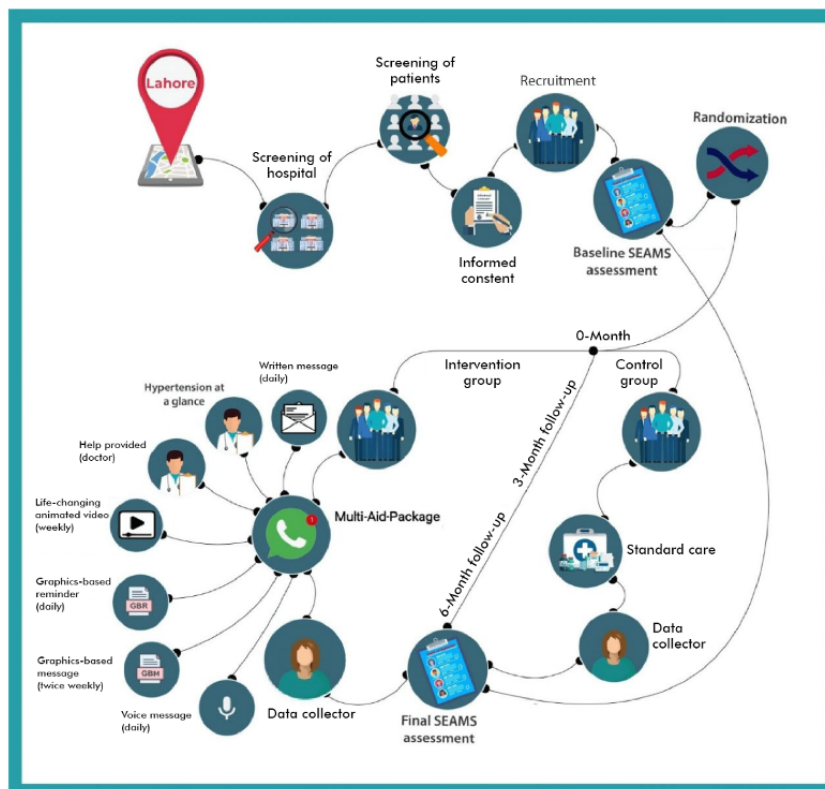 Lahore
Screening of
hospital
Screening of
patients
Informed
constent
Recruitment
Baseline SEAMS
assessment
Randomization
0-Month
Intervention
group
Control
group
3-Month follow-up
6-Month follow-up
Written message
(daily)
Hypertension at
a glance
Help provided
(doctor)
Life-changing
animated video
(weekly)
Graphics-based
reminder
(daily)
GBR
Graphics-based
message
(twice weekly)
GBM
Voice message
(daily)
Multi-Aid-Package
1
Data collector
Final SEAMS
assessment
Standard care
Data
collector